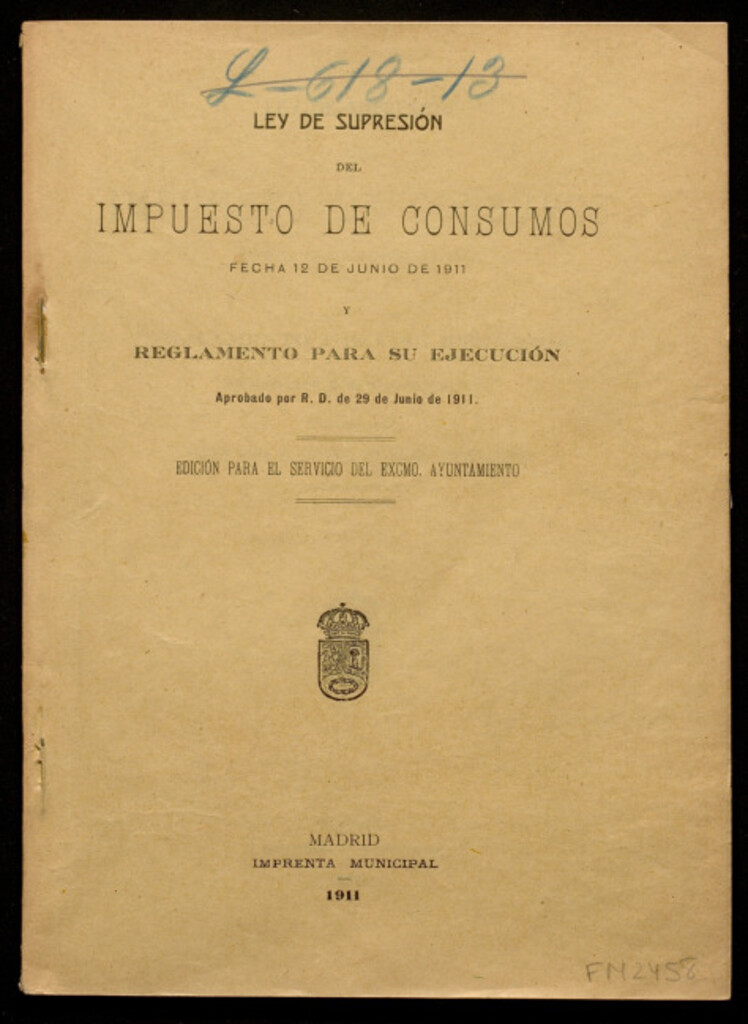 L-618-13
LEY DE SUPRESIÓN
DEL
IMPUESTO DE CONSUMOS
FECHA 12 DE JUNIO DE 1911
Y
REGLAMENTO PARA SU EJECUCIÓN
Aprobado por R. D. de 29 de Junio de 1911.
EDICIÓN PARA EL SERVICIO DEL EXCMO. AYUNTAMIENTO
MADRID
IMPRENTA MUNICIPAL
1911
FM2458